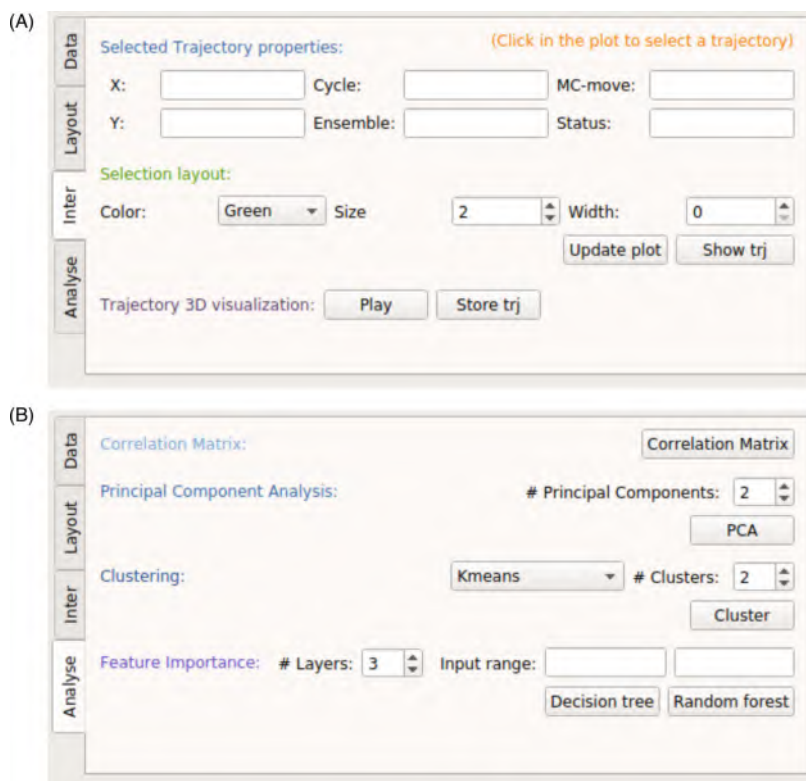 (A)
Data
Layout
Inter
Analyse
Selected Trajectory properties:
(Click in the plot to select a trajectory)
X: Cycle: MC-move:
Y: Ensemble: Status:
Selection layout:
Color: Green Size 2 Width: 0
Update plot Show trj
Trajectory 3D visualization: Play Store trj
(B)
Data
Layout
Inter
Analyse
Correlation Matrix: Correlation Matrix
Principal Component Analysis: # Principal Components: 2
PCA
Clustering: Kmeans # Clusters: 2
Cluster
Feature Importance: # Layers: 3 Input range:
Decision tree Random forest